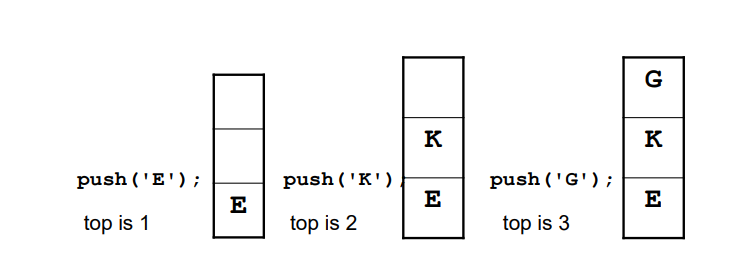 G
K
K
push('E');
push('K')
push('G');
E
E
E
top is 1
top is 2
top is 3